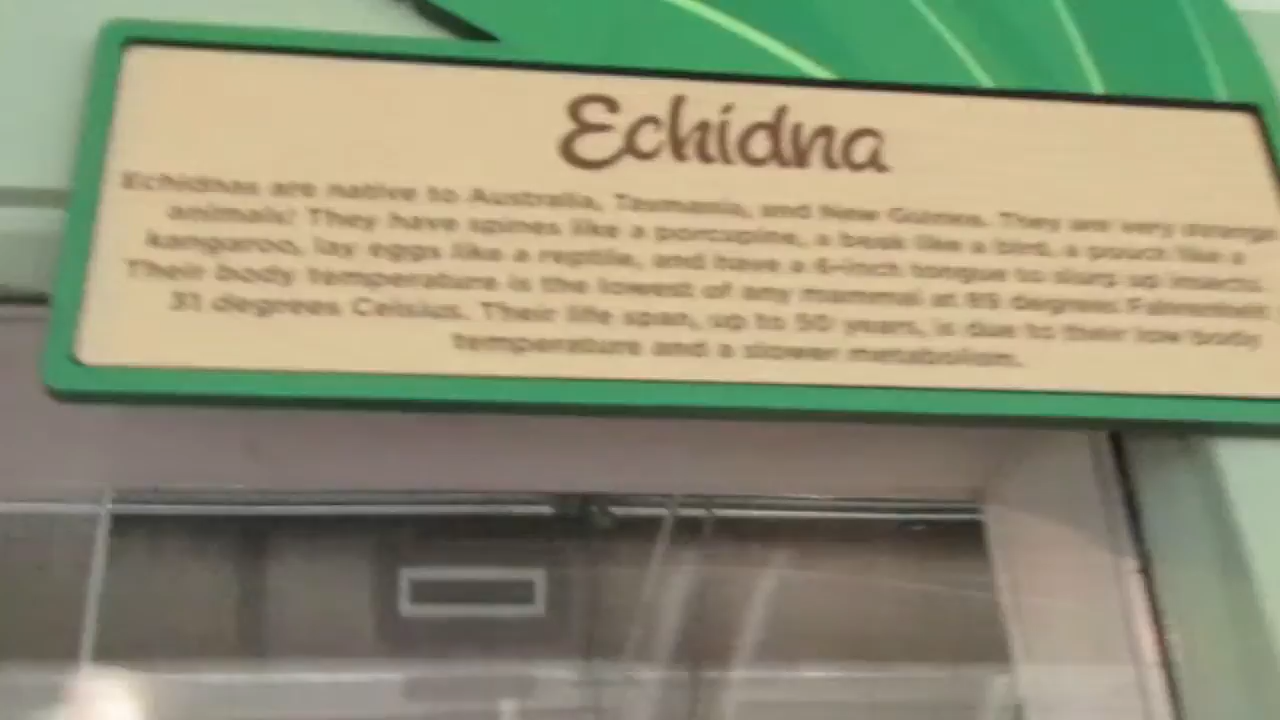 Echidna
Echidnas are native to Australia, Tasmania, and New Guinea. They are very strange
animals! They have spines like a porcupine, a beak like a bird, a pouch like a
kangaroo, lay eggs like a reptile, and have a 6-inch tongue to slurp up insects.
Their body temperature is the lowest of any mammal at 85 degrees Fahrenheit
31 degrees Celsius. Their life span, up to 50 years, is due to their low body
temperature and a slower metabolism.